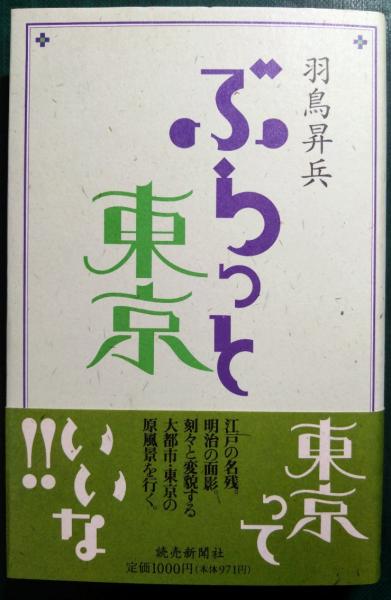 羽鳥昇兵
ぶらっと
東京
東京って
いいな!!
江戸の名残。
明治の面影。
刻々と変貌する
大都市・東京の
原風景を行く。
読売新聞社
定価1000円(本体971円)